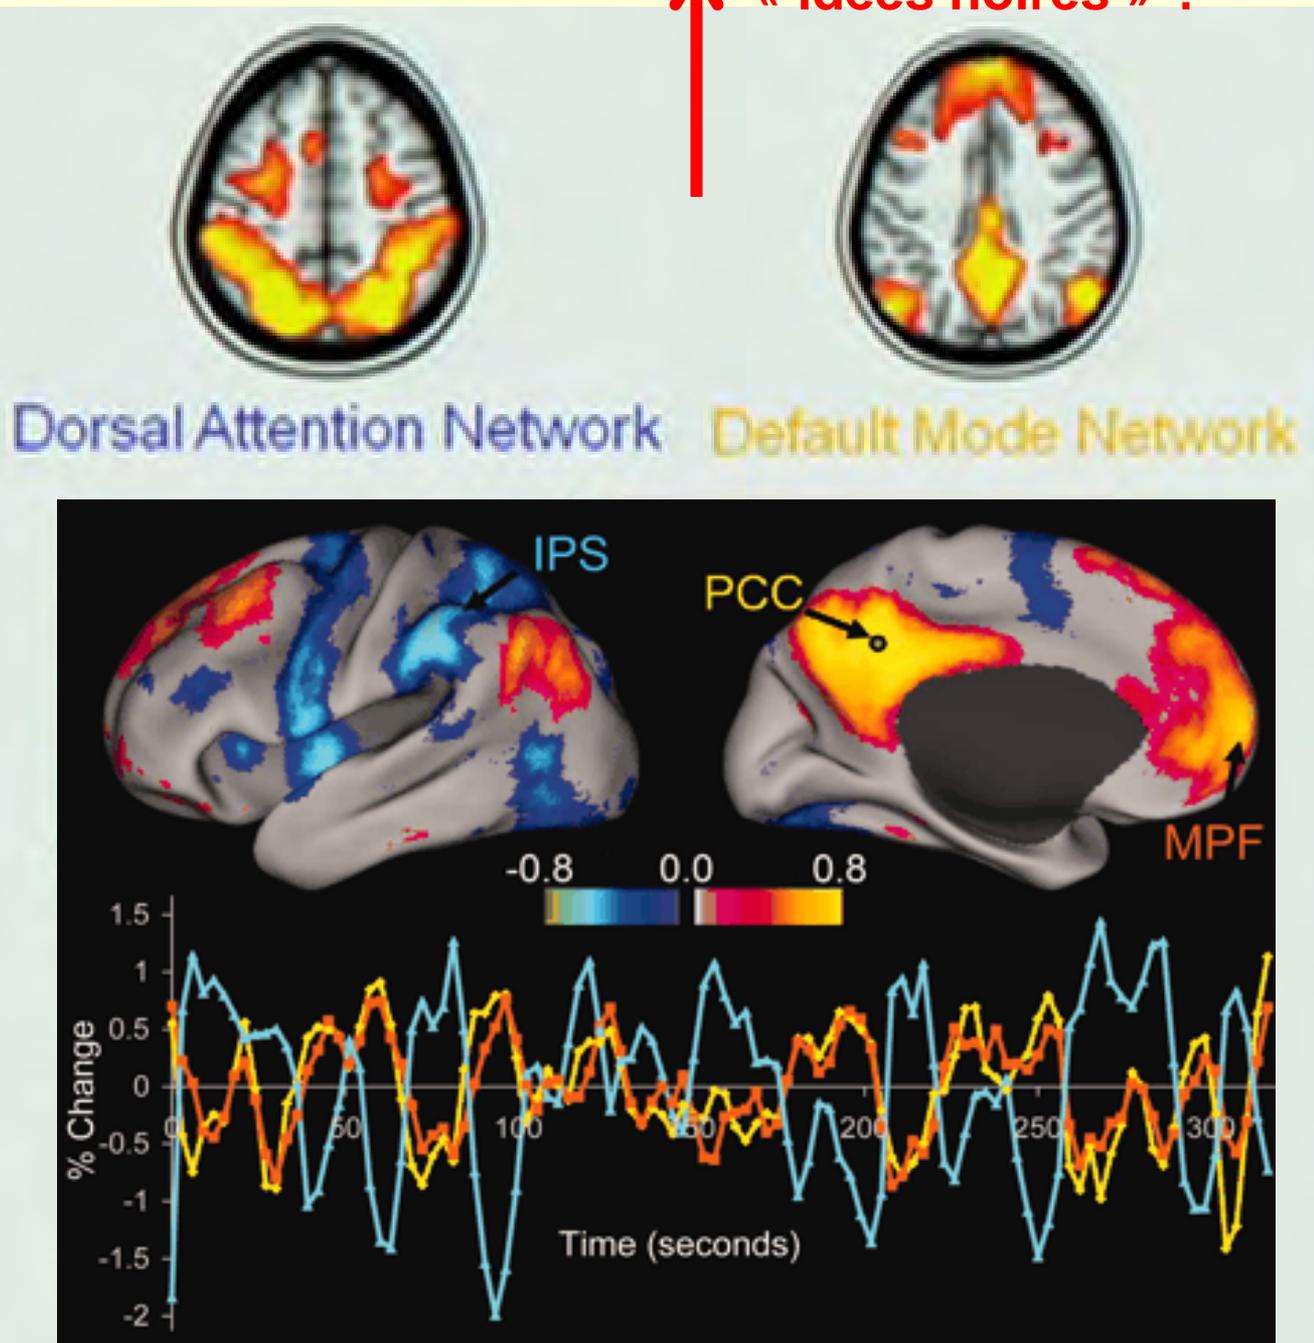 « idées noires » :
Dorsal Attention Network
Default Mode Network
IPS
PCC
MPF
-0.8 0.0 0.8
1.5
1
0.5
0
-0.5
-1
-1.5
-2
% Change
0 50 100 200 250 300
Time (seconds)